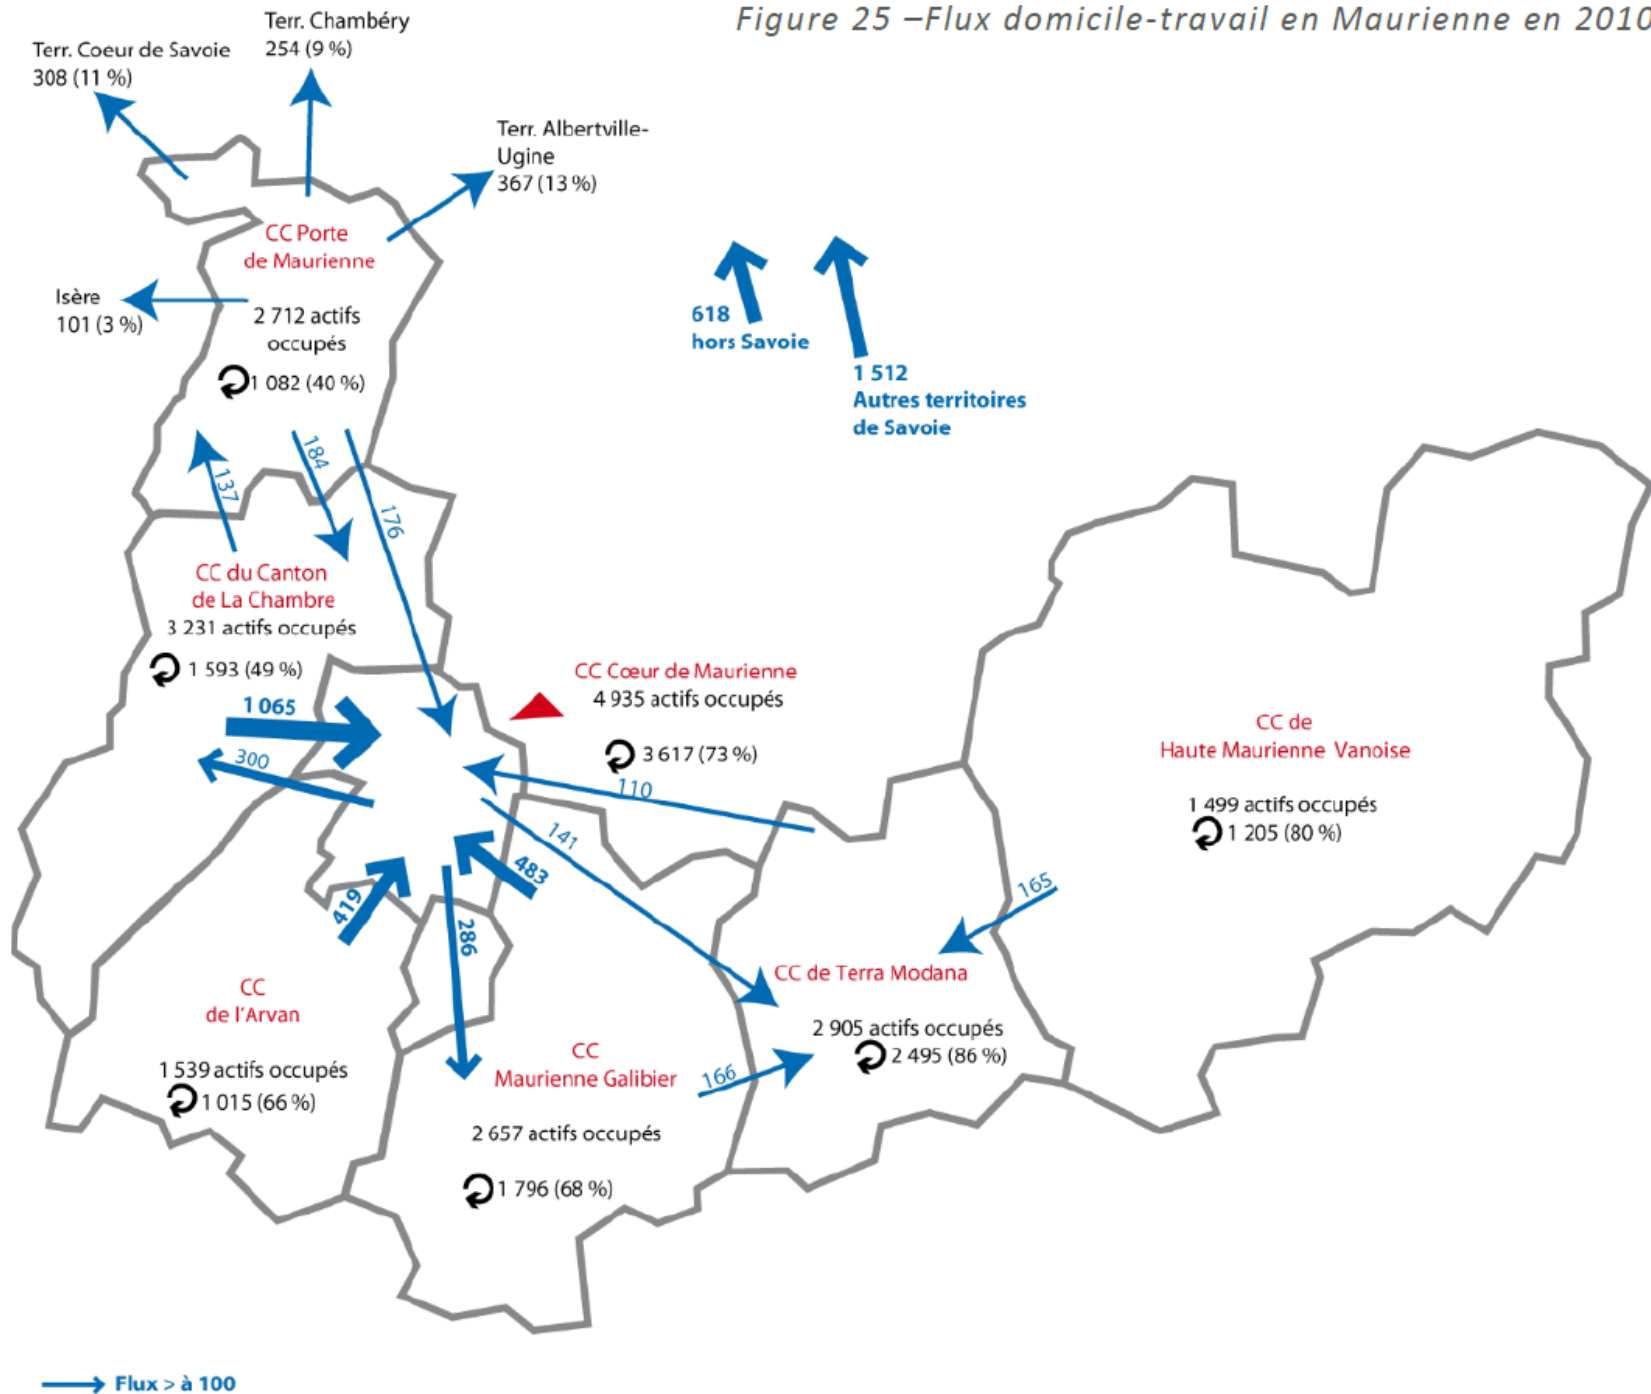 Figure 25 –Flux domicile-travail en Maurienne en 2010
Terr. Chambéry
254 (9 %)
Terr. Coeur de Savoie
308 (11 %)
Terr. Albertville-
Ugine
367 (13 %)
CC Porte
de Maurienne
Isère
101 (3 %)
2 712 actifs
occupés
1 082 (40 %)
618
hors Savoie
1 512
Autres territoires
de Savoie
184
137
176
CC du Canton
de La Chambre
3 231 actifs occupés
1 593 (49 %)
1 065
300
CC Cœur de Maurienne
4 935 actifs occupés
3 617 (73 %)
110
141
483
419
286
CC de
Haute Maurienne Vanoise
1 499 actifs occupés
1 205 (80 %)
165
CC de Terra Modana
2 905 actifs occupés
2 495 (86 %)
166
CC
de l'Arvan
1 539 actifs occupés
1 015 (66 %)
CC
Maurienne Galibier
2 657 actifs occupés
1 796 (68 %)
Flux > à 100